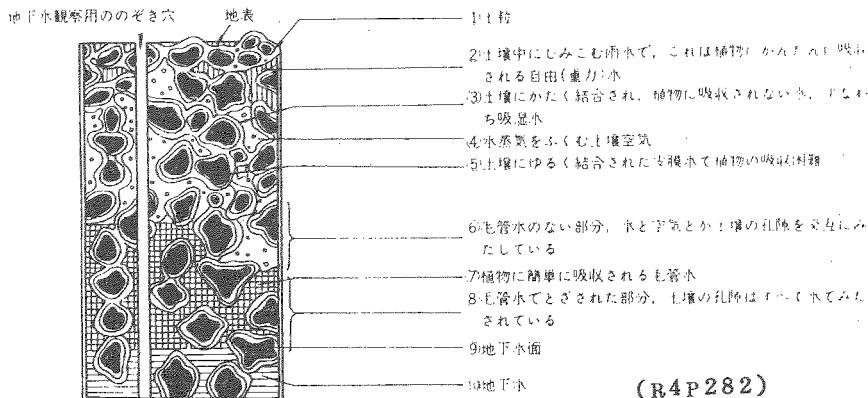 地下水観察用ののぞき穴
地表
1)土粒
2)土壌中にしみこむ雨水で，これは植物にかんたんに吸収
される自由(重力)水
3)土壌にかたく結合され，植物に吸収されない水，すなわ
ち吸湿水
4)水蒸気をふくむ土壌空気
5)土壌にゆるく結合された皮膜水で植物の吸収困難
6)毛管水のない部分，水と空気とが土壌の孔隙を交互にみ
たしている
7)植物に簡単に吸収される毛管水
8)毛管水でとざされた部分，土壌の孔隙はすべて水でみた
されている
9)地下水面
10)地下水
(R4P282)